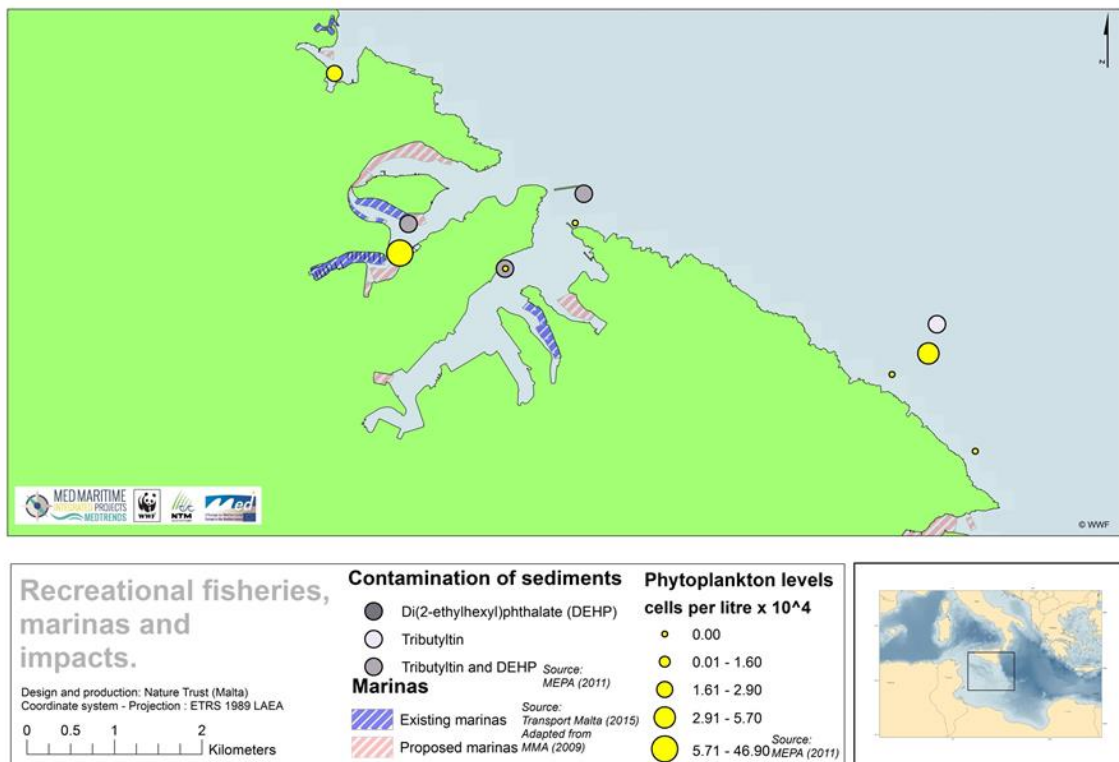 Z
MED MARITIME
INTEGRATED PROJECTS
MEDTRENDS
WWF
NTM
Med
© WWF
Recreational fisheries,
marinas and
impacts.
Design and production: Nature Trust (Malta)
Coordinate system - Projection : ETRS 1989 LAEA
0 0.5 1 2
Kilometers
Contamination of sediments
Di(2-ethylhexyl)phthalate (DEHP)
Tributyltin
Tributyltin and DEHP Source:
MEPA (2011)
Marinas
Existing marinas
Proposed marinas
Source:
Transport Malta (2015)
Adapted from
MMA (2009)
Phytoplankton levels
cells per litre x 10^4
0.00
0.01 - 1.60
1.61 - 2.90
2.91 - 5.70
5.71 - 46.90 Source:
MEPA (2011)